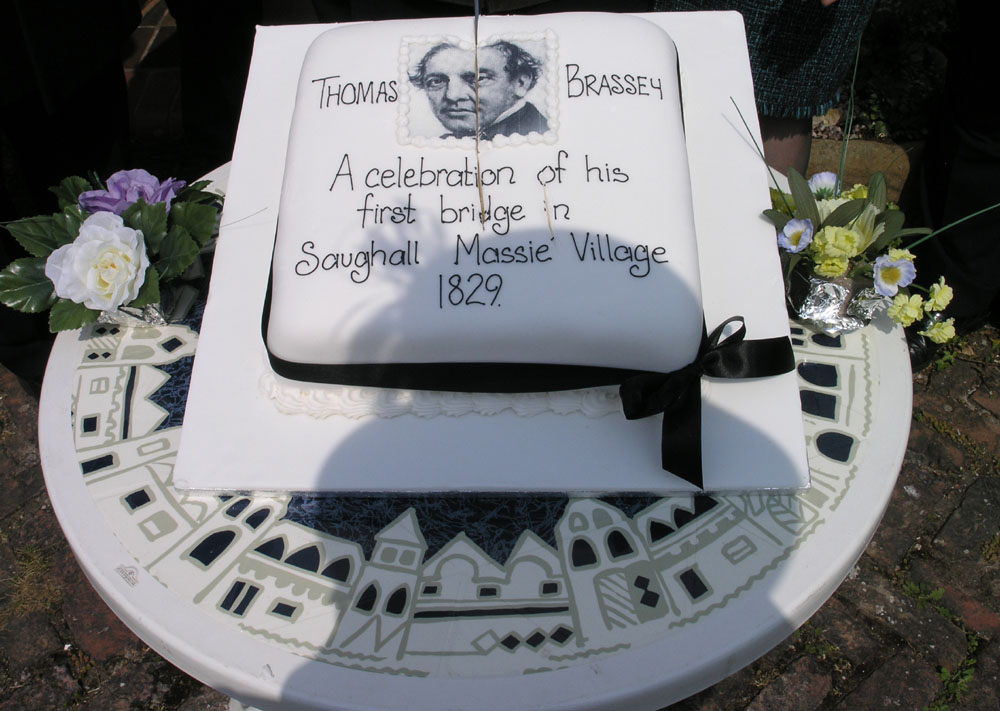 THOMAS BRASSEY
A celebration of his
first bridge in
Saughall Massie Village
1829.